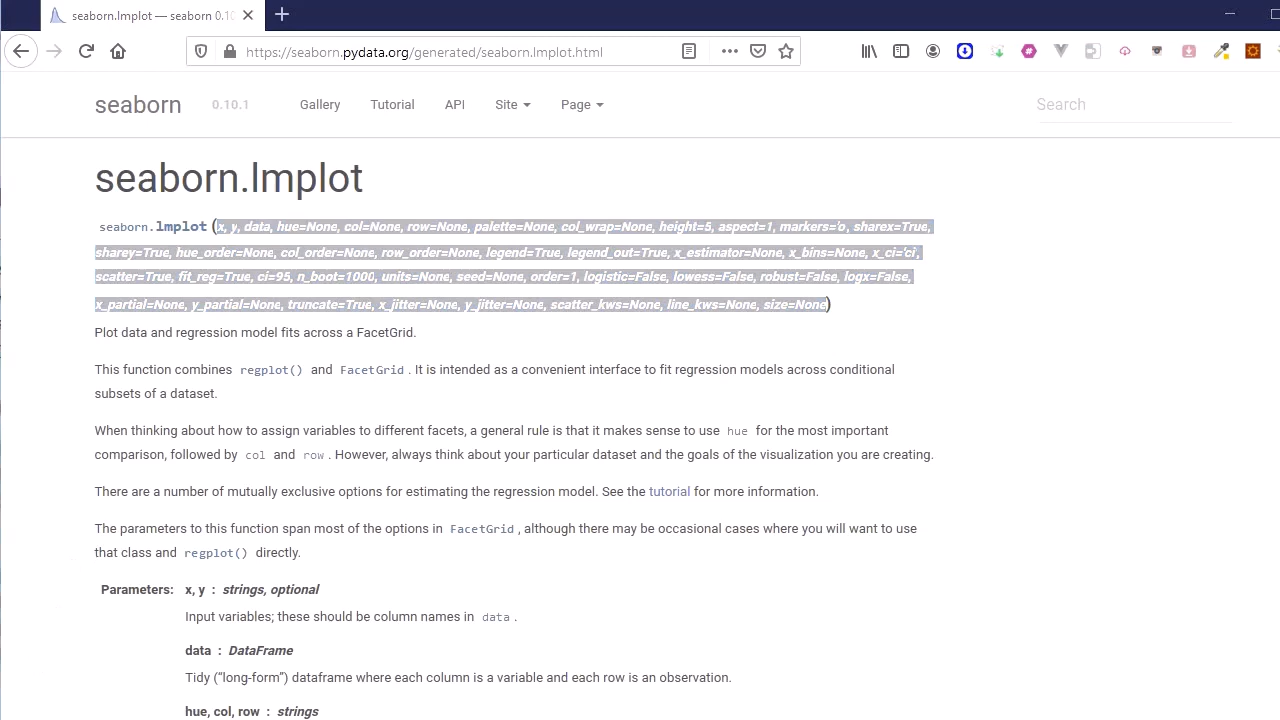 seaborn.lmplot — seaborn 0.10
https://seaborn.pydata.org/generated/seaborn.lmplot.html
seaborn 0.10.1 Gallery Tutorial API Site Page Search
seaborn.lmplot
seaborn.lmplot (x, y, data, hue=None, col=None, row=None, palette=None, col_wrap=None, height=5, aspect=1, markers='o', sharex=True,
sharey=True, hue_order=None, col_order=None, row_order=None, legend=True, legend_out=True, x_estimator=None, x_bins=None, x_ci='ci',
scatter=True, fit_reg=True, ci=95, n_boot=1000, units=None, seed=None, order=1, logistic=False, lowess=False, robust=False, logx=False,
x_partial=None, y_partial=None, truncate=True, x_jitter=None, y_jitter=None, scatter_kws=None, line_kws=None, size=None)
Plot data and regression model fits across a FacetGrid.
This function combines regplot() and FacetGrid. It is intended as a convenient interface to fit regression models across conditional
subsets of a dataset.
When thinking about how to assign variables to different facets, a general rule is that it makes sense to use hue for the most important
comparison, followed by col and row. However, always think about your particular dataset and the goals of the visualization you are creating.
There are a number of mutually exclusive options for estimating the regression model. See the tutorial for more information.
The parameters to this function span most of the options in FacetGrid, although there may be occasional cases where you will want to use
that class and regplot() directly.
Parameters: x, y : strings, optional
Input variables; these should be column names in data.
data : DataFrame
Tidy (“long-form”) dataframe where each column is a variable and each row is an observation.
hue, col, row : strings